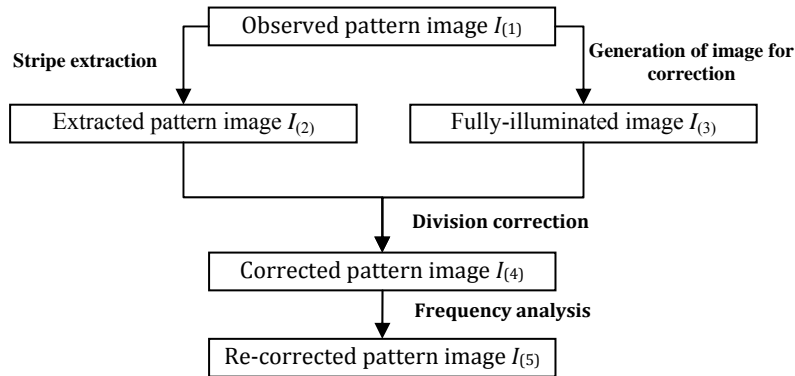 Observed pattern image I(1)
Stripe extraction
Generation of image for
correction
Extracted pattern image I(2)
Fully-illuminated image I(3)
Division correction
Corrected pattern image I(4)
Frequency analysis
Re-corrected pattern image I(5)